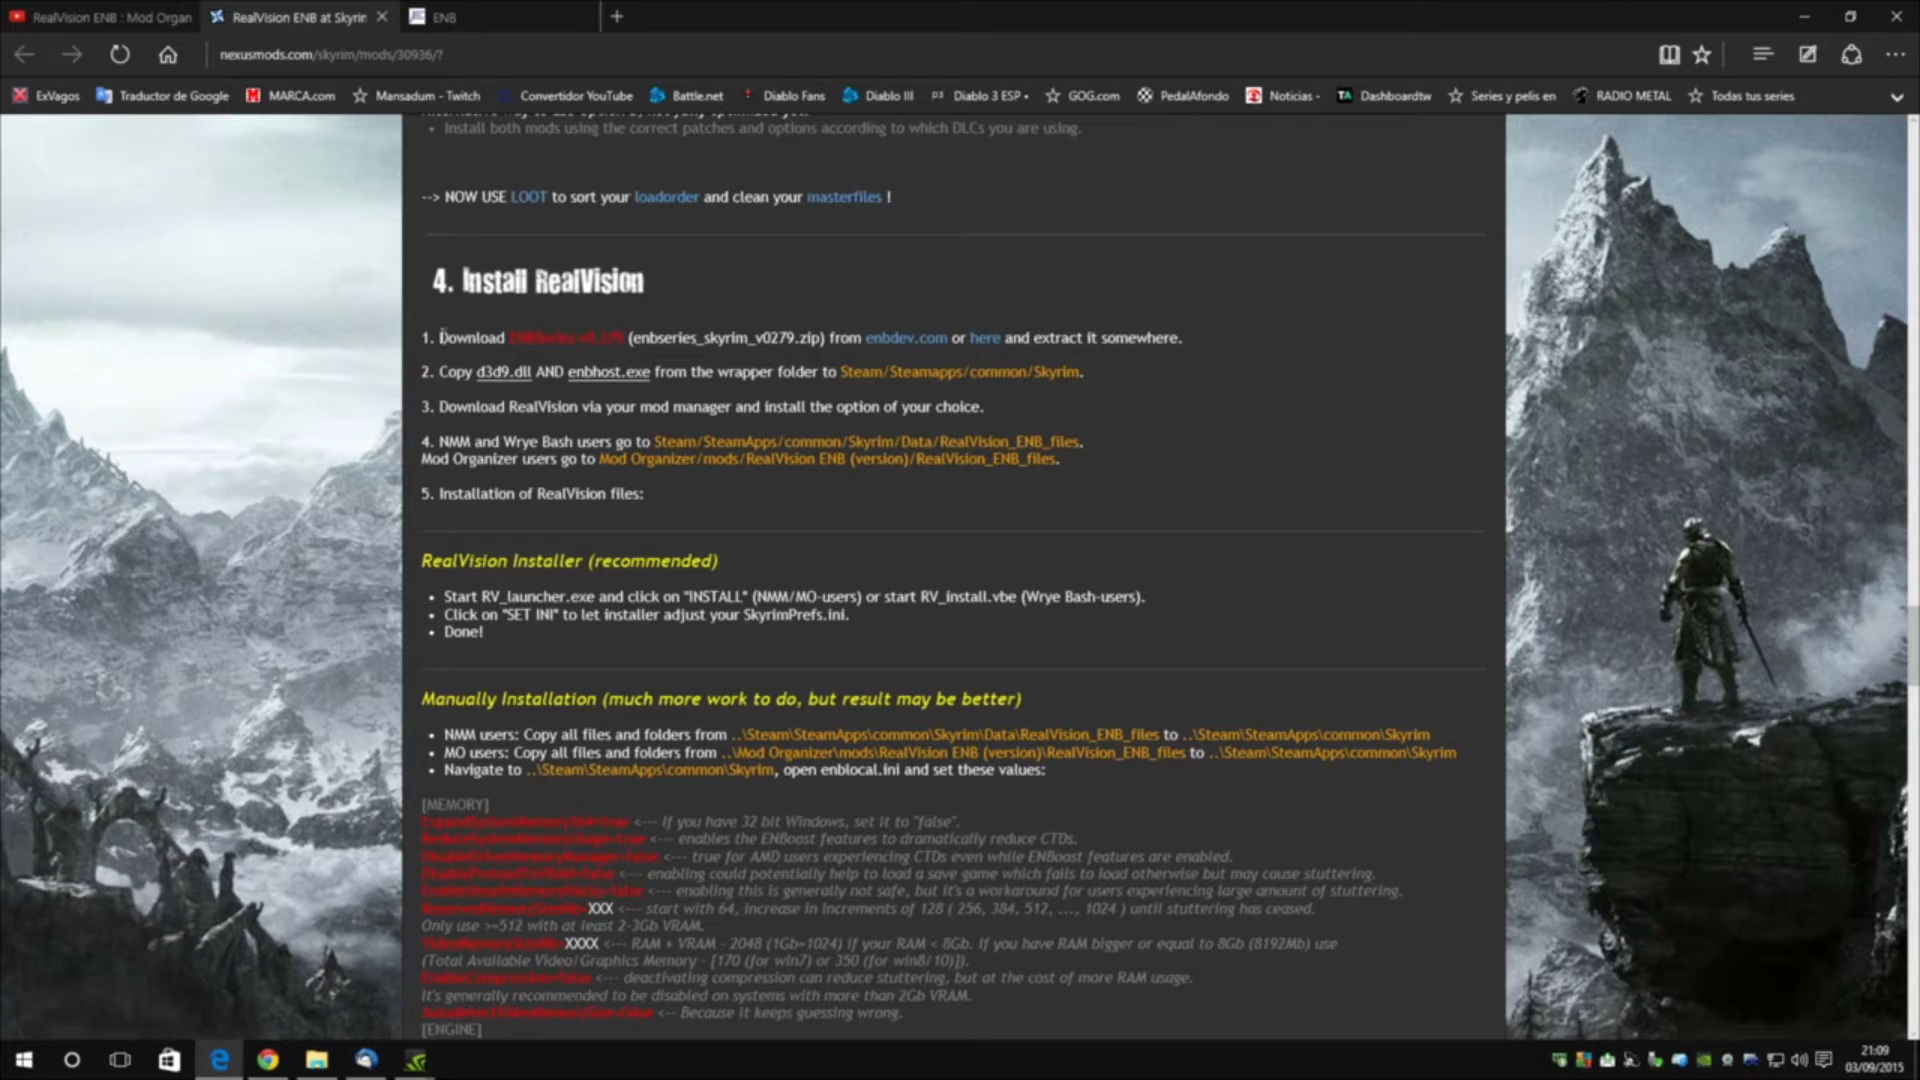 RealVision ENB : Mod Organ
RealVision ENB at Skyrim
ENB
nexusmods.com/skyrim/mods/30936/?
ExVagos
Traductor de Google
MARCA.com
Mansadum - Twitch
Convertidor YouTube
Battle.net
Diablo Fans
Diablo III
Diablo 3 ESP •
GOG.com
PedalAfondo
Noticias -
Dashboardtw
Series y pelis en
RADIO METAL
Todas tus series
• Install both mods using the correct patches and options according to which DLCs you are using.
--> NOW USE LOOT to sort your loadorder and clean your masterfiles !
4. Install RealVision
1. Download ENBSeries v0.279 (enbseries_skyrim_v0279.zip) from enbdev.com or here and extract it somewhere.
2. Copy d3d9.dll AND enbhost.exe from the wrapper folder to Steam/Steamapps/common/Skyrim.
3. Download RealVision via your mod manager and install the option of your choice.
4. NMM and Wrye Bash users go to Steam/SteamApps/common/Skyrim/Data/RealVision_ENB_files.
Mod Organizer users go to Mod Organizer/mods/RealVision ENB (version)/RealVision_ENB_files.
5. Installation of RealVision files:
RealVision Installer (recommended)
• Start RV_launcher.exe and click on "INSTALL" (NMM/MO-users) or start RV_install.vbe (Wrye Bash-users).
• Click on "SET INI" to let installer adjust your SkyrimPrefs.ini.
• Done!
Manually Installation (much more work to do, but result may be better)
• NMM users: Copy all files and folders from ..\Steam\SteamApps\common\Skyrim\Data\RealVision_ENB_files to ..\Steam\SteamApps\common\Skyrim
• MO users: Copy all files and folders from ..\Mod Organizer\mods\RealVision ENB (version)\RealVision_ENB_files to ..\Steam\SteamApps\common\Skyrim
• Navigate to ..\Steam\SteamApps\common\Skyrim, open enblocal.ini and set these values:
[MEMORY]
ExpandSystemMemoryX64=true <--- If you have 32 bit Windows, set it to "false".
ReduceSystemMemoryUsage=true <--- enables the ENBoost features to dramatically reduce CTDs.
DisableDriverMemoryManager=false <--- true for AMD users experiencing CTDs even while ENBoost features are enabled.
DisablePreloadToVRAM=false <--- enabling could potentially help to load a save game which fails to load otherwise but may cause stuttering.
EnableUnsafeMemoryHacks=false <--- enabling this is generally not safe, but it's a workaround for users experiencing large amount of stuttering.
ReservedMemorySizeMb=XXX <--- start with 64, increase in increments of 128 ( 256, 384, 512, ..., 1024 ) until stuttering has ceased.
Only use >=512 with at least 2-3Gb VRAM.
VideoMemorySizeMb=XXXX <--- RAM + VRAM - 2048 (1Gb=1024) if your RAM < 8Gb. If you have RAM bigger or equal to 8Gb (8192Mb) use
(Total Available Video/Graphics Memory - [170 (for win7) or 350 (for win8/10)]).
EnableCompression=false <--- deactivating compression can reduce stuttering, but at the cost of more RAM usage.
It's generally recommended to be disabled on systems with more than 2Gb VRAM.
AutodetectVideoMemorySize=false <-- Because it keeps guessing wrong.
[ENGINE]
21:09
03/09/2015